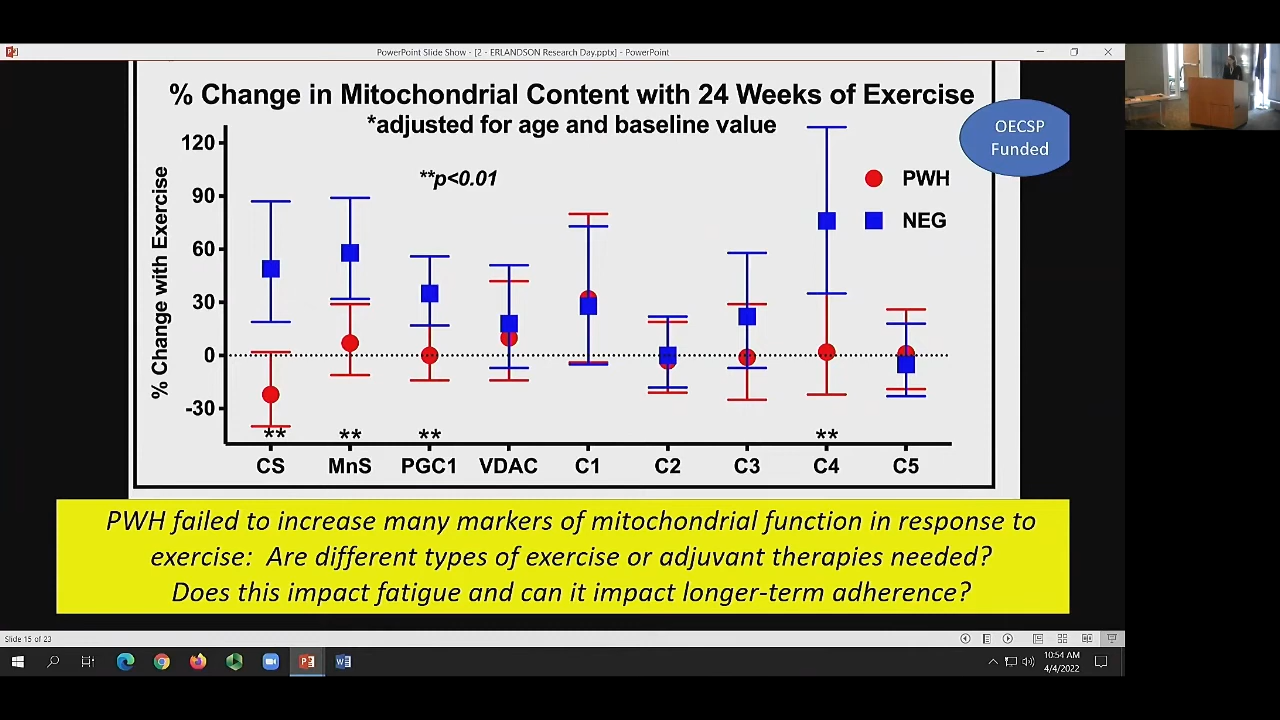 PowerPoint Slide Show - [2 - ERLANDSON Research Day.pptx] - PowerPoint
% Change in Mitochondrial Content with 24 Weeks of Exercise
*adjusted for age and baseline value
OECSP
Funded
**p<0.01
PWH
NEG
% Change with Exercise
120
90
60
30
0
-30
** ** ** **
CS MnS PGC1 VDAC C1 C2 C3 C4 C5
PWH failed to increase many markers of mitochondrial function in response to
exercise: Are different types of exercise or adjuvant therapies needed?
Does this impact fatigue and can it impact longer-term adherence?
Slide 15 of 23
10:54 AM
4/4/2022